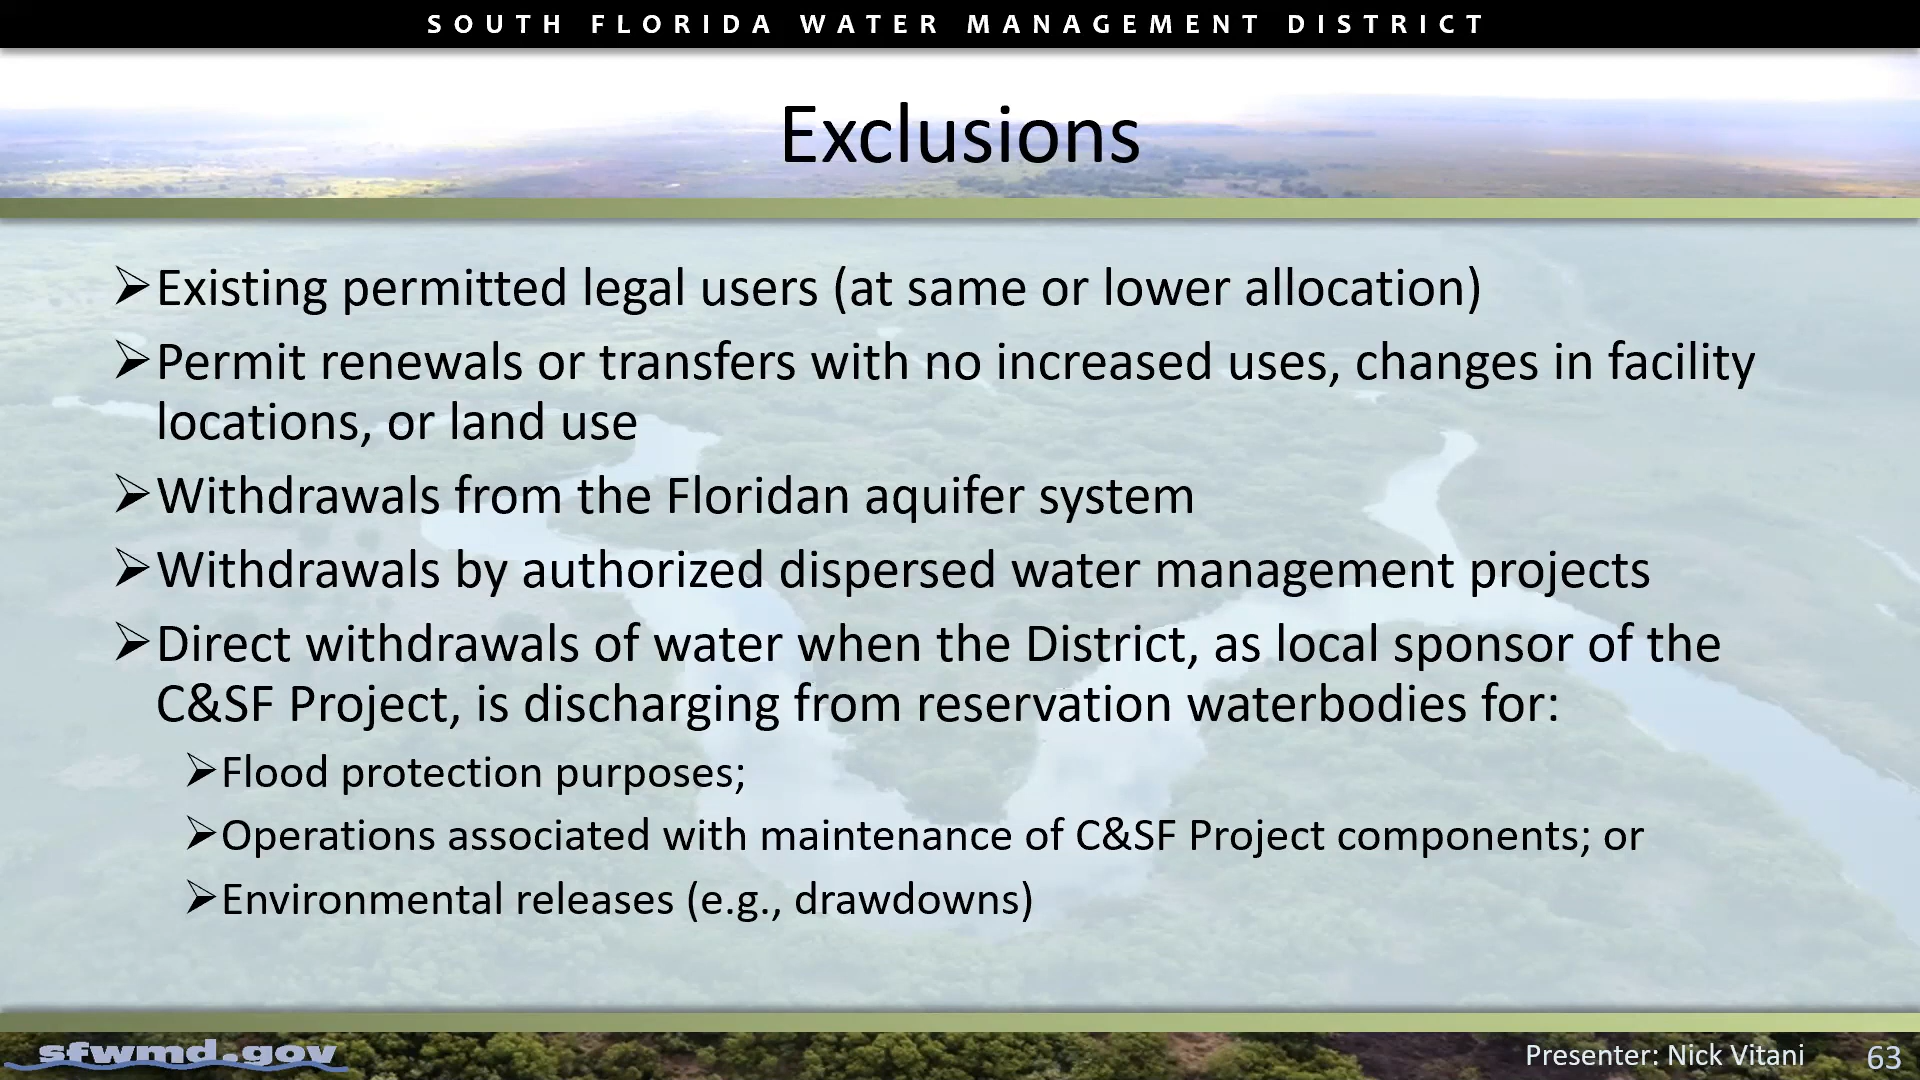 SOUTH FLORIDA WATER MANAGEMENT DISTRICT
Exclusions
➢Existing permitted legal users (at same or lower allocation)
➢Permit renewals or transfers with no increased uses, changes in facility
locations, or land use
➢Withdrawals from the Floridan aquifer system
➢Withdrawals by authorized dispersed water management projects
➢Direct withdrawals of water when the District, as local sponsor of the
C&SF Project, is discharging from reservation waterbodies for:
➢Flood protection purposes;
➢Operations associated with maintenance of C&SF Project components; or
➢Environmental releases (e.g., drawdowns)
sfwmd.gov
Presenter: Nick Vitani
63